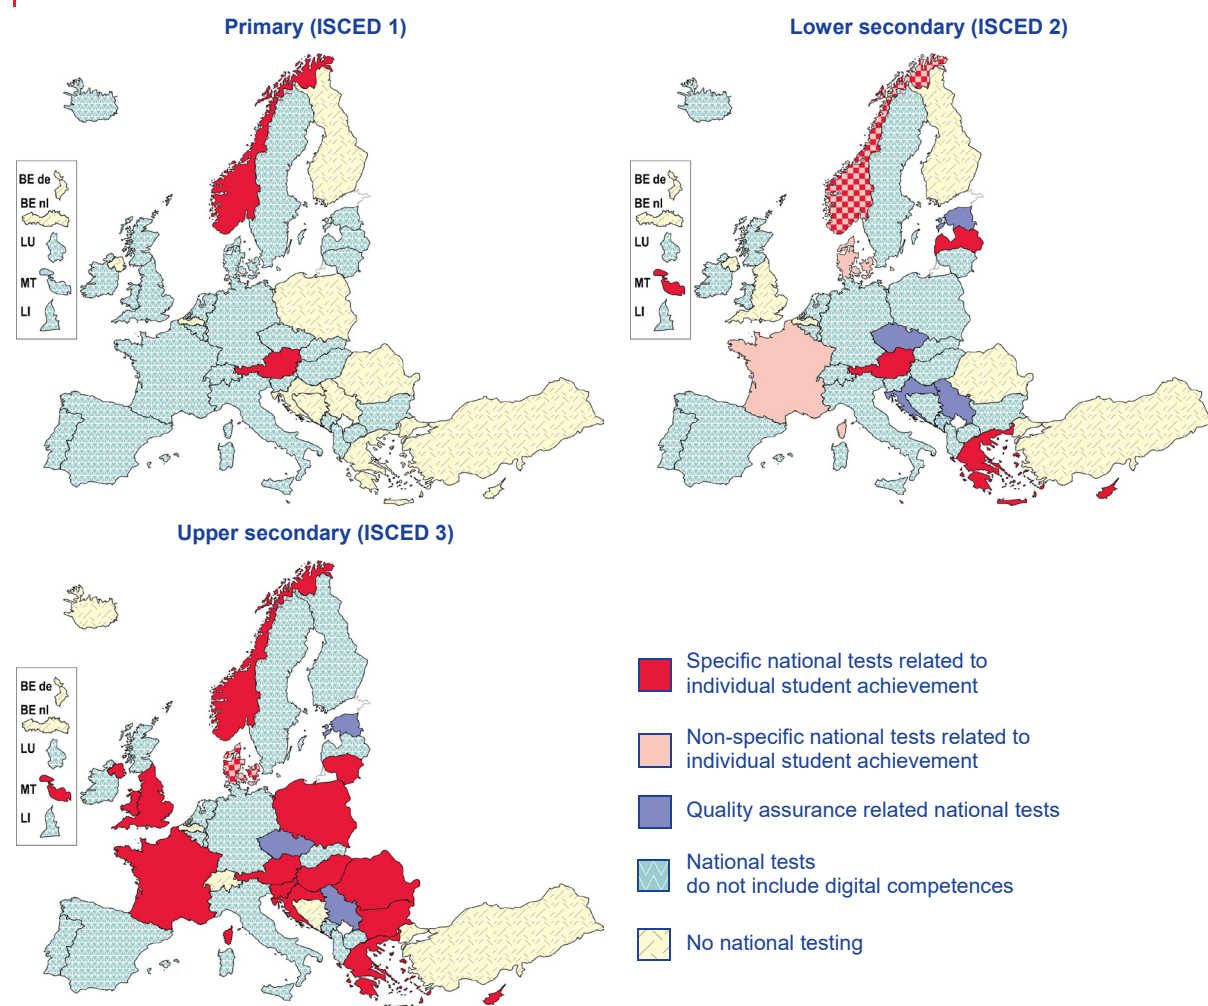 Primary (ISCED 1)
Lower secondary (ISCED 2)
BE de
BE nl
LU
MT
LI
BE de
BE nl
LU
MT
LI
Upper secondary (ISCED 3)
BE de
BE nl
LU
MT
LI
Specific national tests related to
individual student achievement
Non-specific national tests related to
individual student achievement
Quality assurance related national tests
National tests
do not include digital competences
No national testing